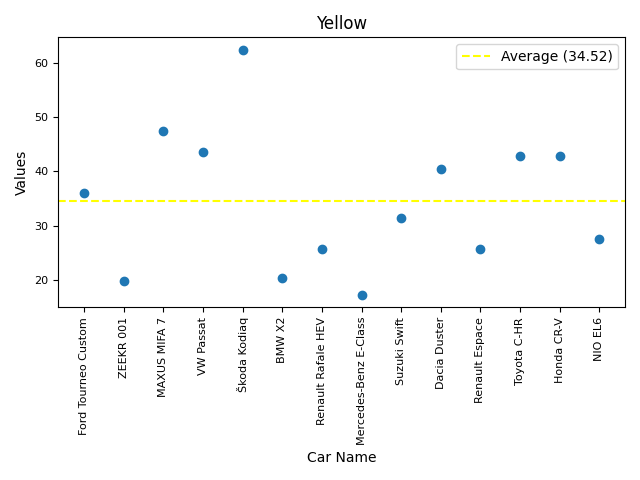 Yellow
Average (34.52)
Values
60
50
40
30
20
Ford Tourneo Custom
ZEEKR 001
MAXUS MIFA 7
VW Passat
Škoda Kodiaq
BMW X2
Renault Rafale HEV
Mercedes-Benz E-Class
Suzuki Swift
Dacia Duster
Renault Espace
Toyota C-HR
Honda CR-V
NIO EL6
Car Name